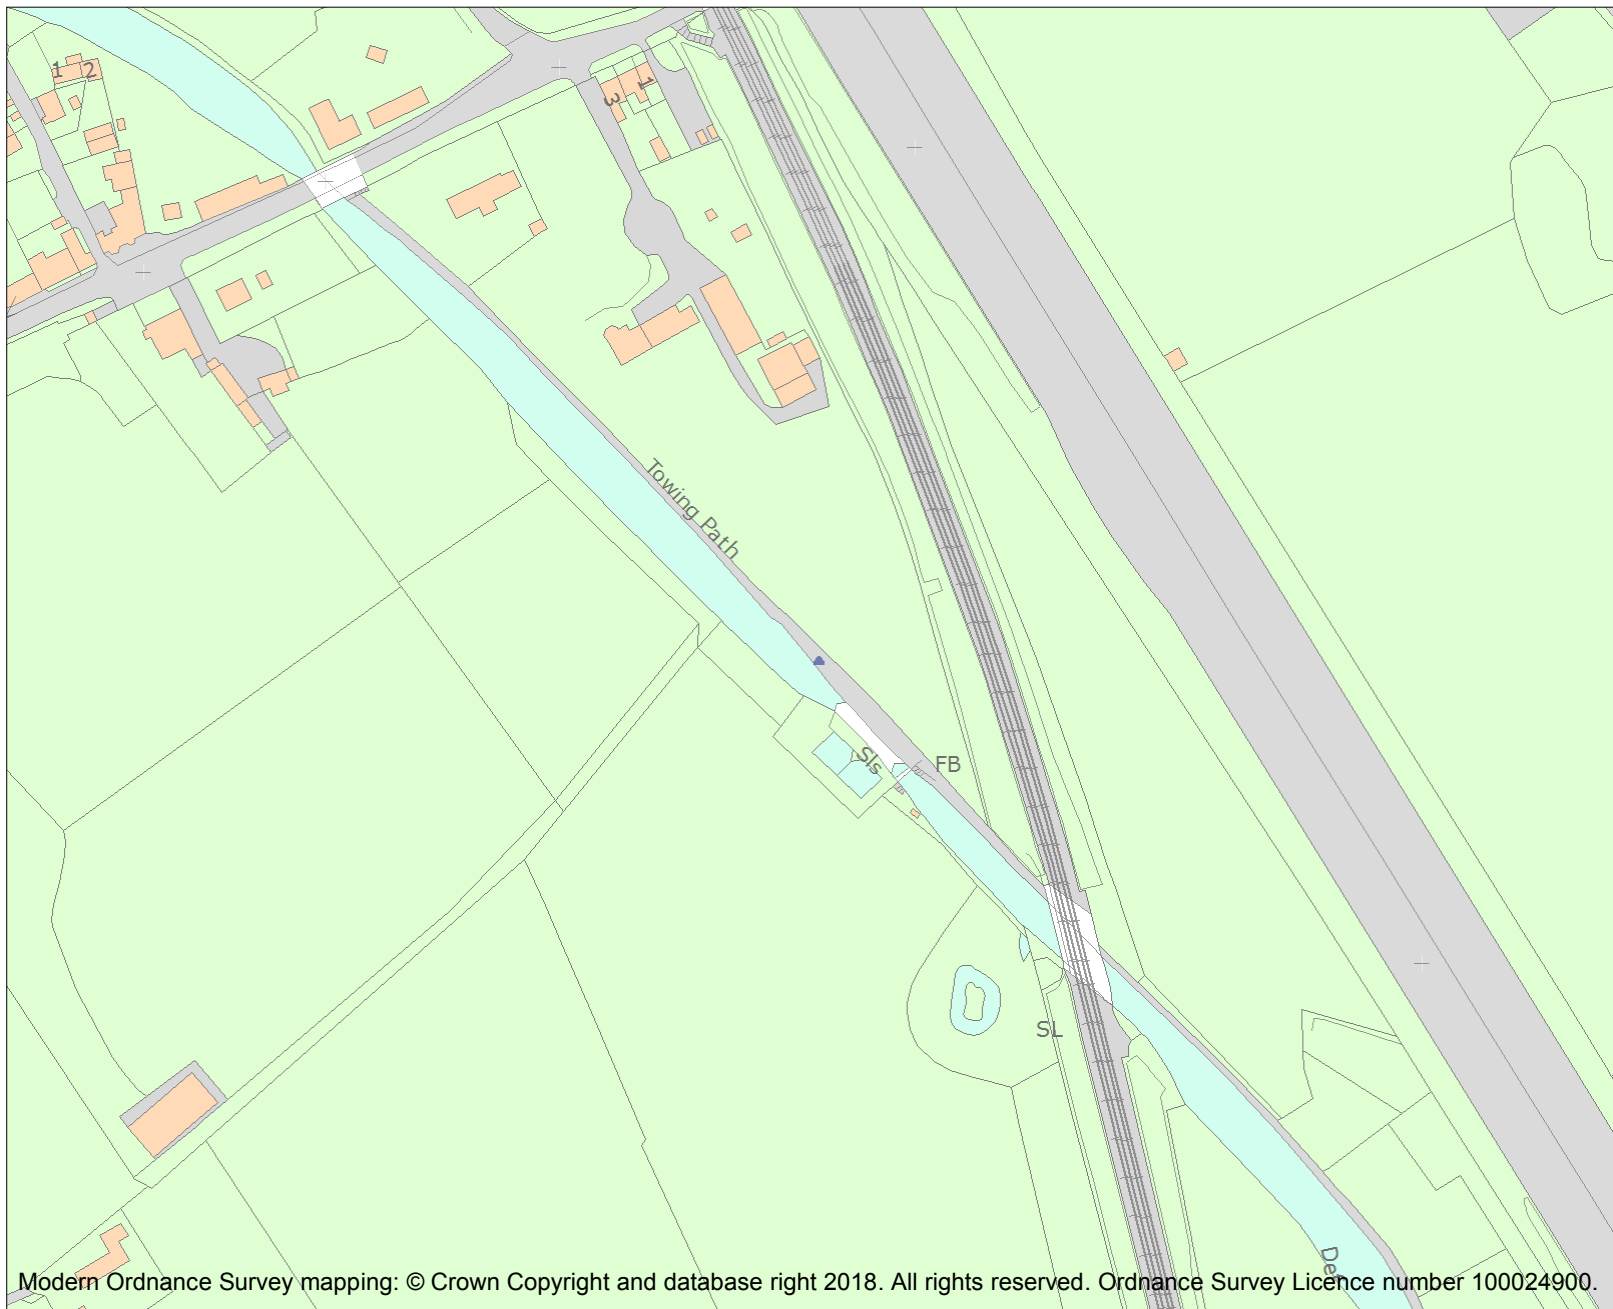 1 2
1
3
Towing Path
Sls
FB
SL
Def
Modern Ordnance Survey mapping: © Crown Copyright and database right 2018. All rights reserved. Ordnance Survey Licence number 100024900.